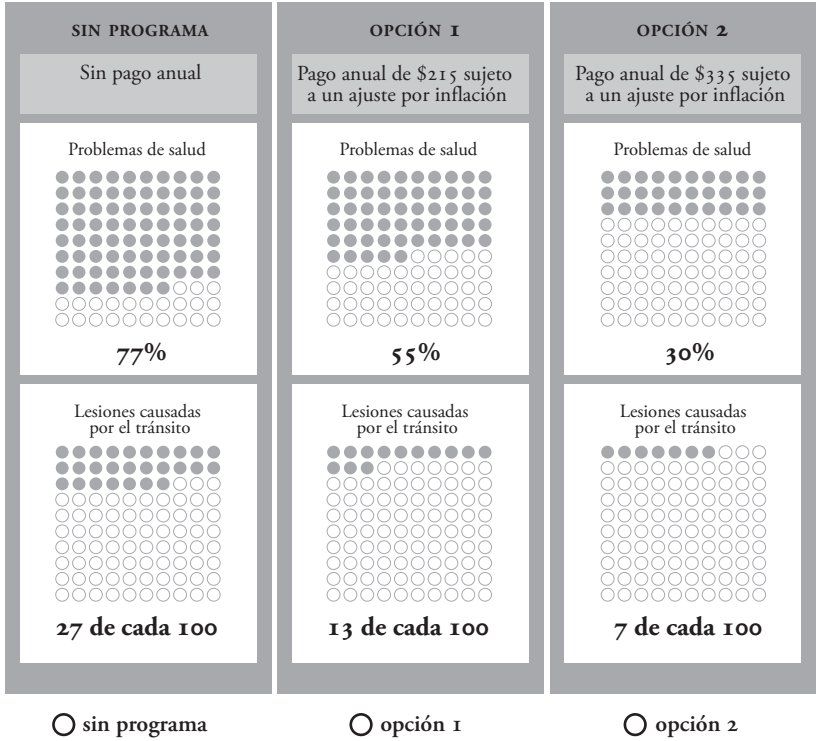 SIN PROGRAMA
Sin pago anual
Problemas de salud
77%
Lesiones causadas
por el tránsito
27 de cada 100
OPCIÓN 1
Pago anual de $215 sujeto
a un ajuste por inflación
Problemas de salud
55%
Lesiones causadas
por el tránsito
13 de cada 100
OPCIÓN 2
Pago anual de $335 sujeto
a un ajuste por inflación
Problemas de salud
30%
Lesiones causadas
por el tránsito
7 de cada 100
sin programa
opción 1
opción 2